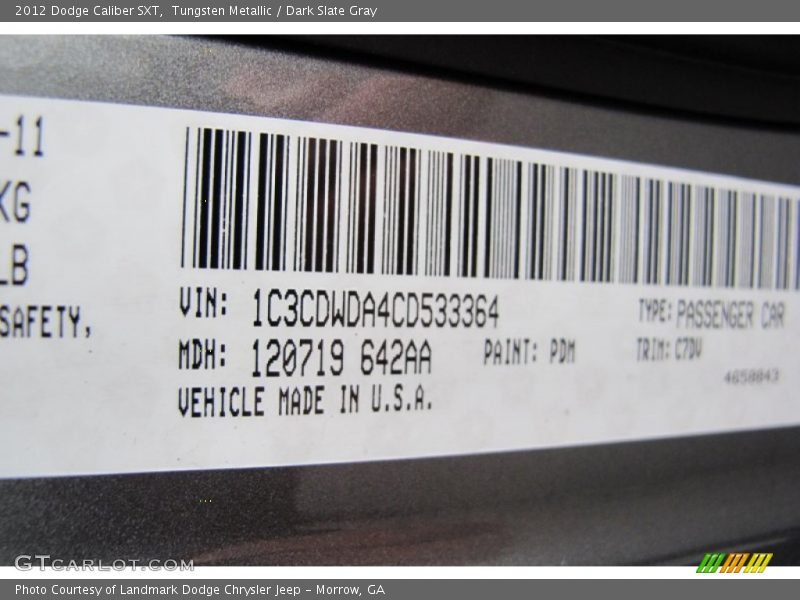 2012 Dodge Caliber SXT, Tungsten Metallic / Dark Slate Gray
-11
KG
LB
SAFETY,
VIN: 1C3CDWDA4CD533364 TYPE: PASSENGER CAR
MDH: 120719 642AA PAINT: PDM TRIM: C7DV
4658843
VEHICLE MADE IN U.S.A.
GTCARLOT.COM
Photo Courtesy of Landmark Dodge Chrysler Jeep – Morrow, GA